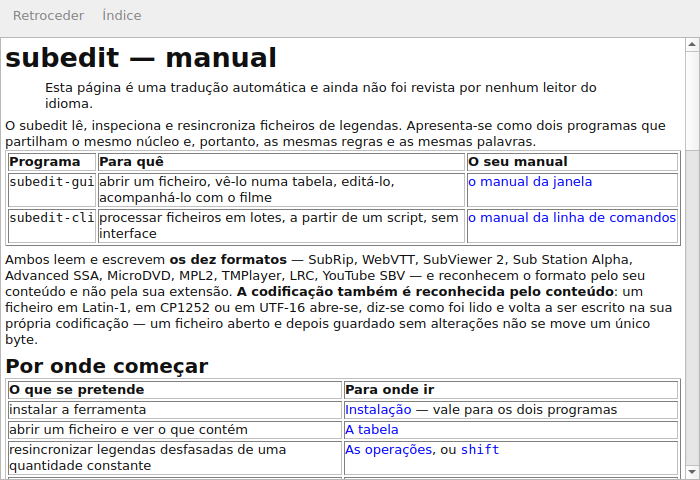 Retroceder Índice
subedit — manual
Esta página é uma tradução automática e ainda não foi revista por nenhum leitor do
idioma.
O subedit lê, inspeciona e resincroniza ficheiros de legendas. Apresenta-se como dois programas que
partilham o mesmo núcleo e, portanto, as mesmas regras e as mesmas palavras.
Programa Para quê O seu manual
subedit-gui abrir um ficheiro, vê-lo numa tabela, editá-lo, o manual da janela
acompanhá-lo com o filme
subedit-cli processar ficheiros em lotes, a partir de um script, sem o manual da linha de comandos
interface
Ambos leem e escrevem os dez formatos — SubRip, WebVTT, SubViewer 2, Sub Station Alpha,
Advanced SSA, MicroDVD, MPL2, TMPlayer, LRC, YouTube SBV — e reconhecem o formato pelo seu
conteúdo e não pela sua extensão. A codificação também é reconhecida pelo conteúdo: um
ficheiro em Latin-1, em CP1252 ou em UTF-16 abre-se, diz-se como foi lido e volta a ser escrito na sua
própria codificação — um ficheiro aberto e depois guardado sem alterações não se move um único
byte.
Por onde começar
O que se pretende Para onde ir
instalar a ferramenta Instalação — vale para os dois programas
abrir um ficheiro e ver o que contém A tabela
resincronizar legendas desfasadas de uma As operações, ou shift
quantidade constante